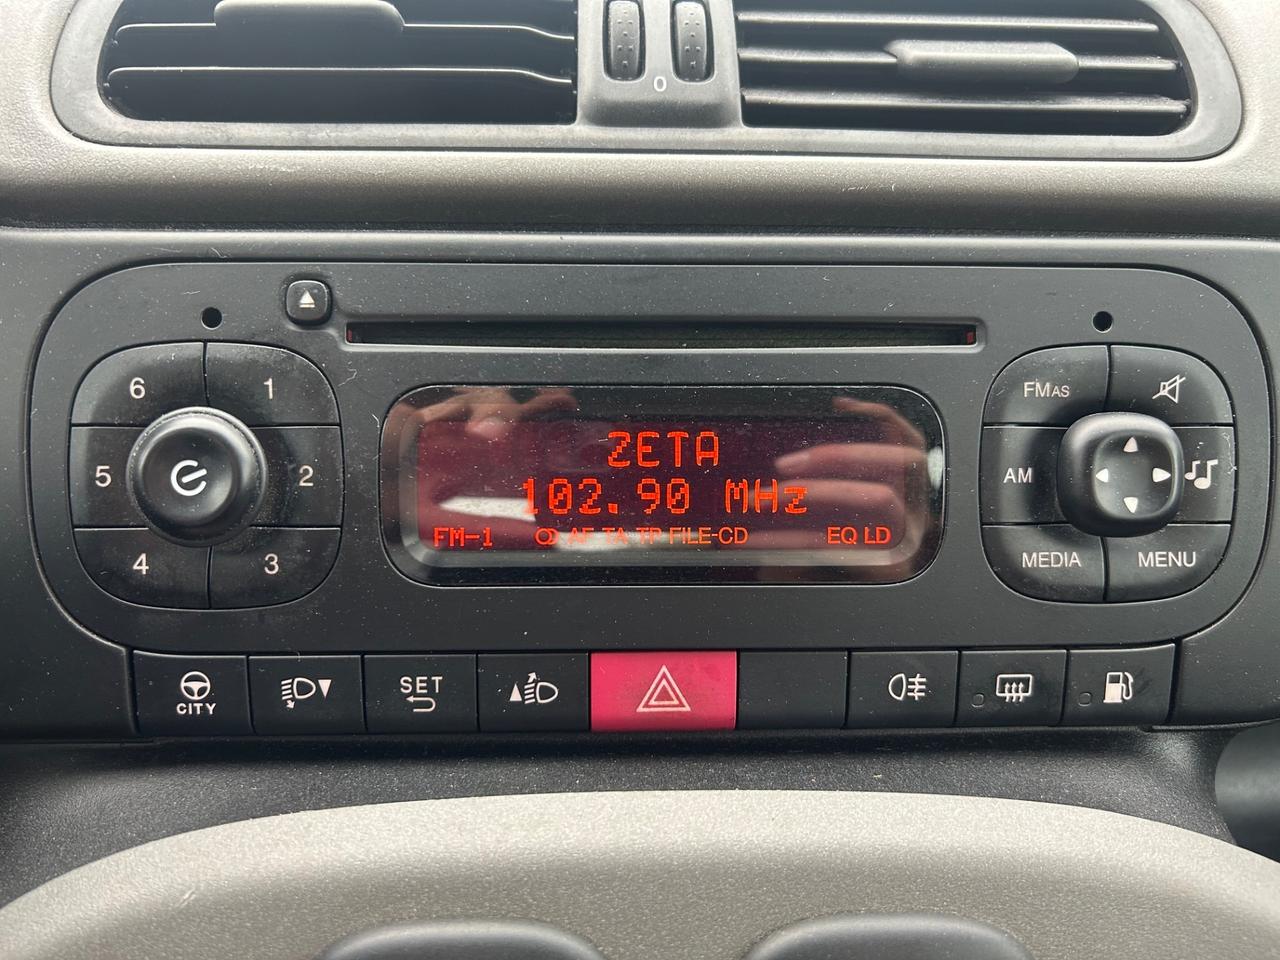 0
6 1
5 2
4 3
ZETA
102.90 MHz
FM-1 AF TA TP FILE-CD EQ LD
FMAS
AM
MEDIA MENU
CITY
SET